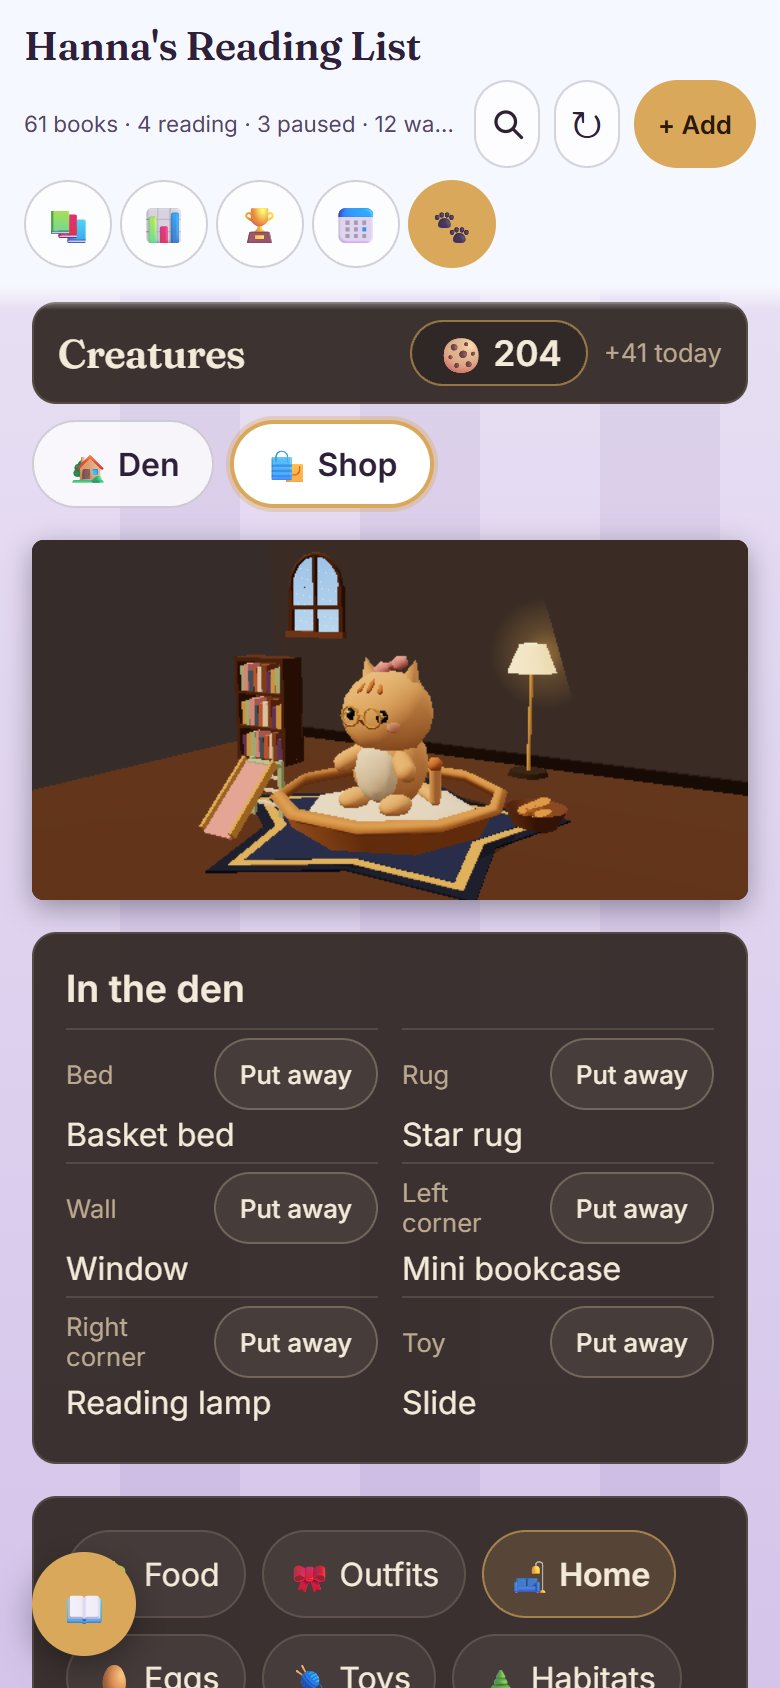 Hanna's Reading List
61 books · 4 reading · 3 paused · 12 wa...
+ Add
Creatures
204
+41 today
Den
Shop
In the den
Bed
Put away
Basket bed
Rug
Put away
Star rug
Wall
Put away
Window
Left
corner
Put away
Mini bookcase
Right
corner
Put away
Reading lamp
Toy
Put away
Slide
Food
Outfits
Home
Eggs
Toys
Habitats